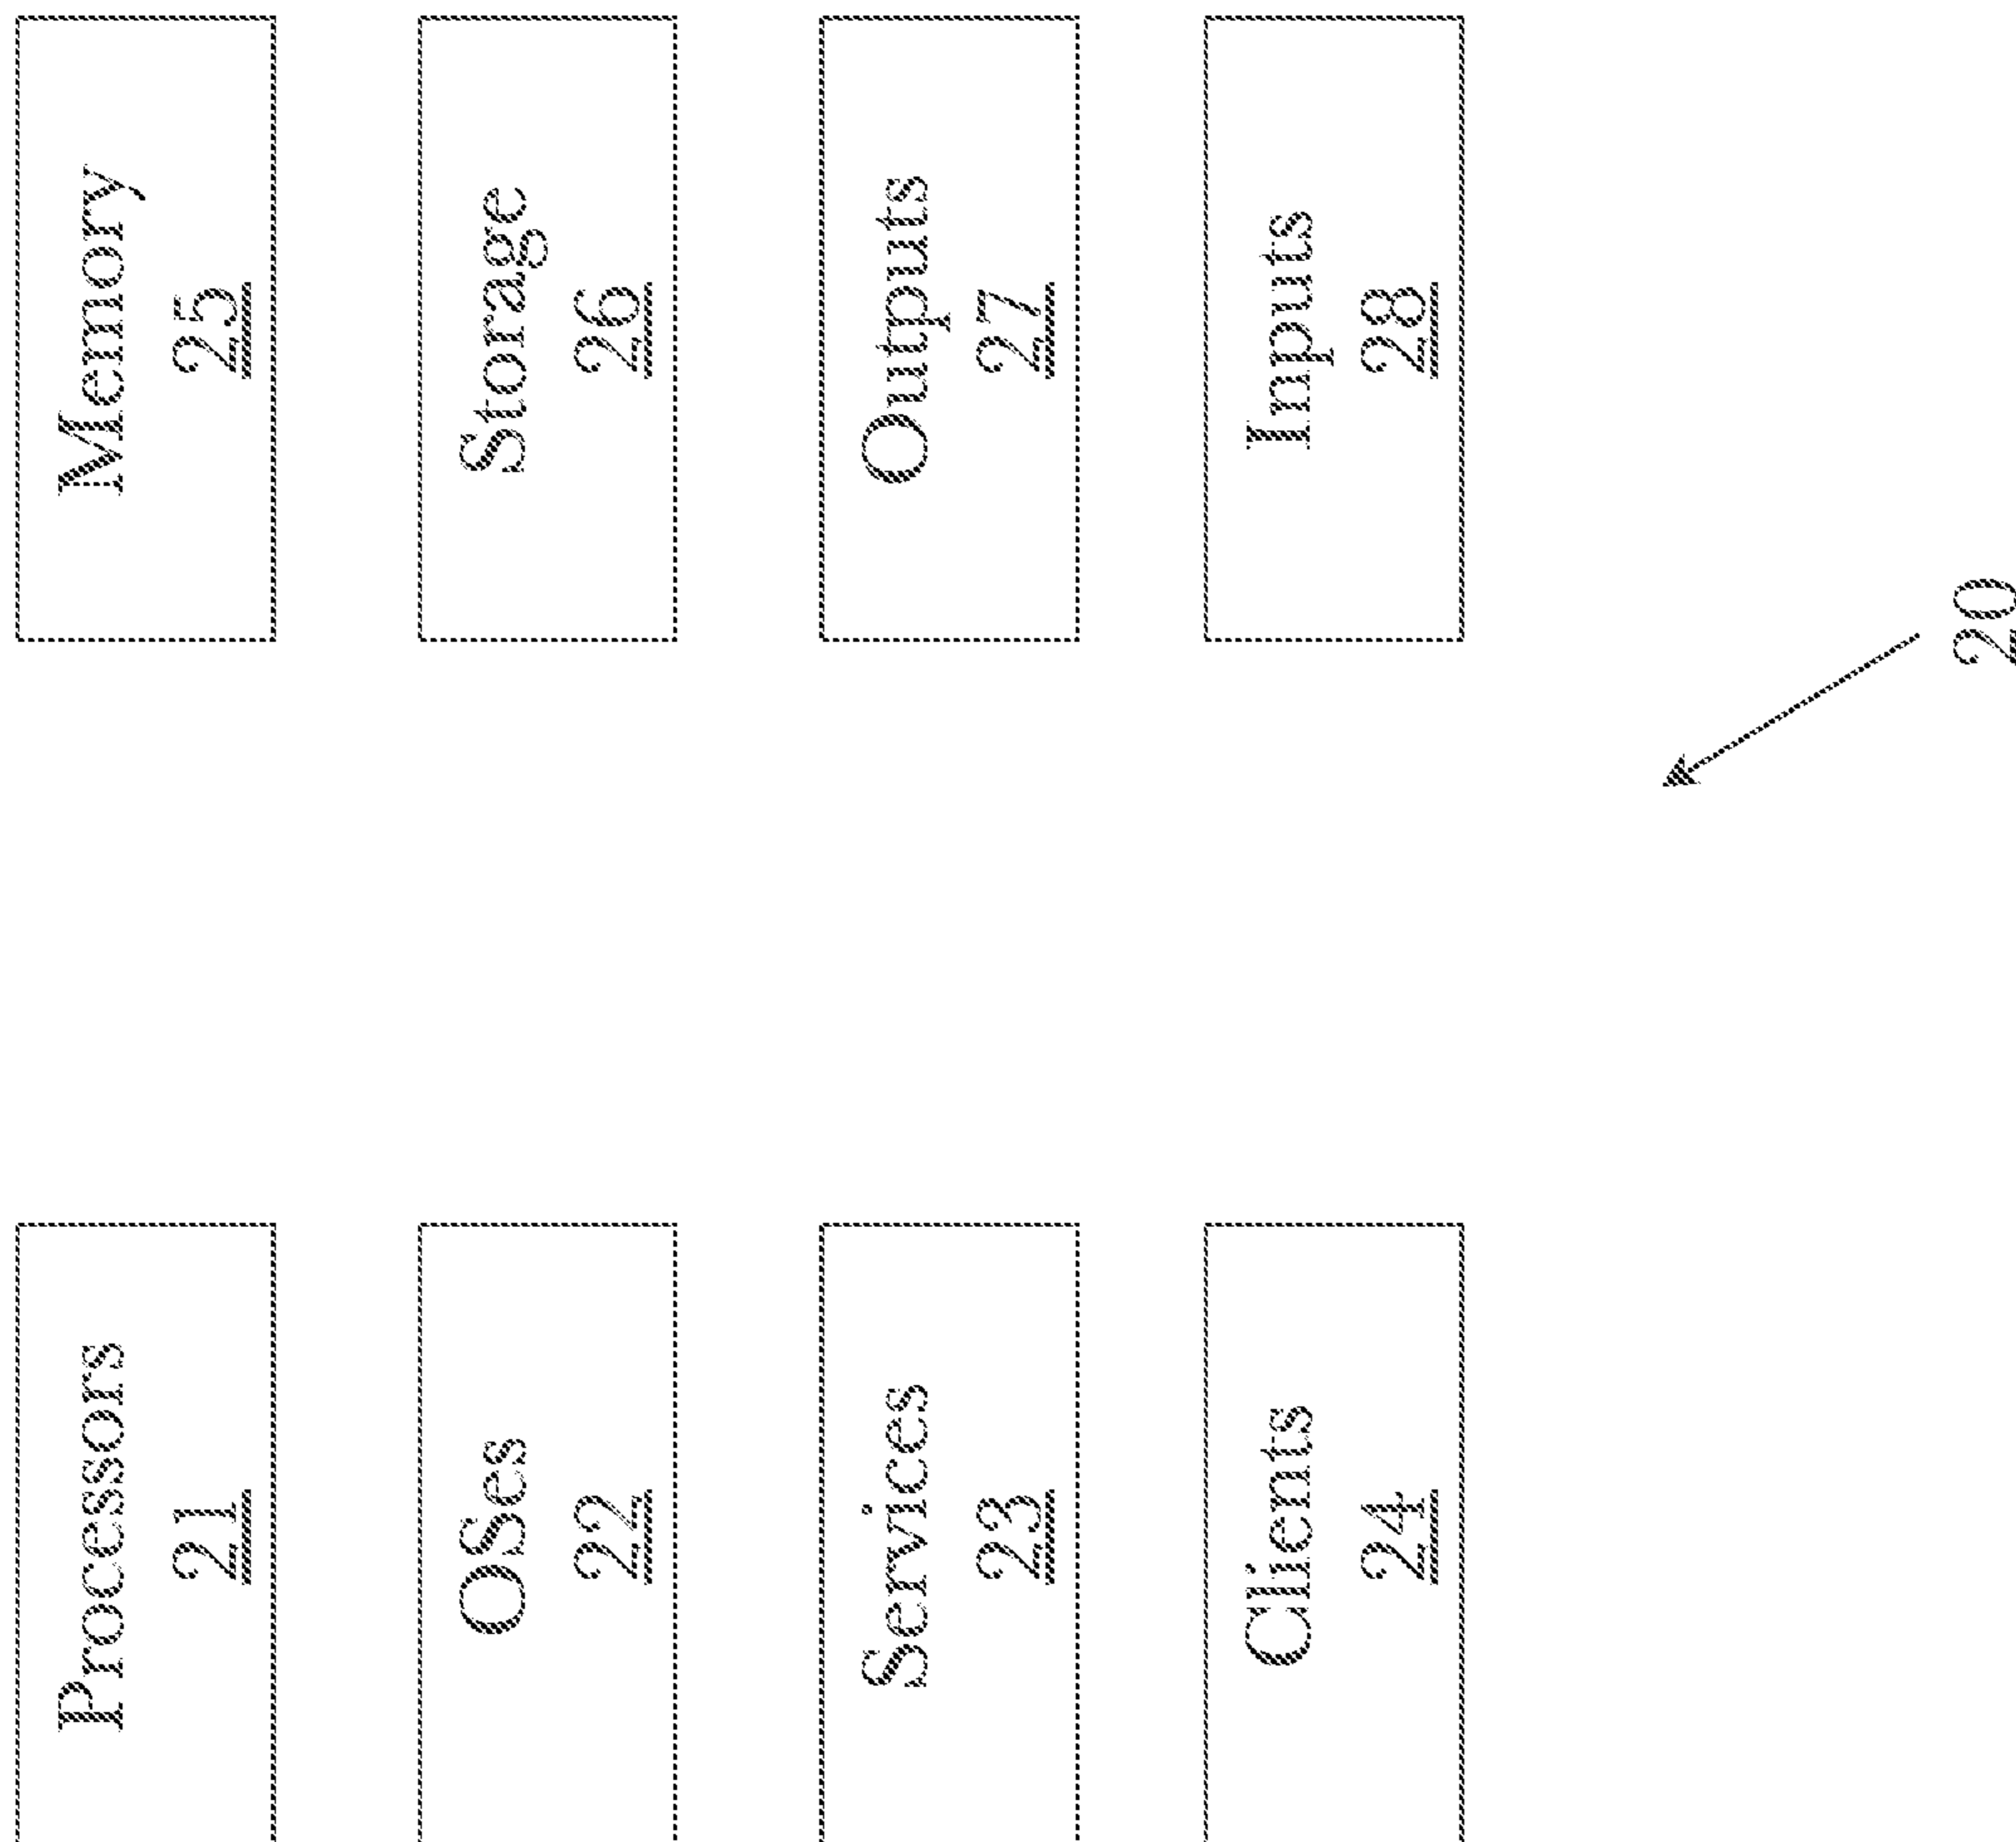 Processors
21
Memory
25
OSes
22
Storage
26
Services
23
Outputs
27
Clients
24
Inputs
28
20